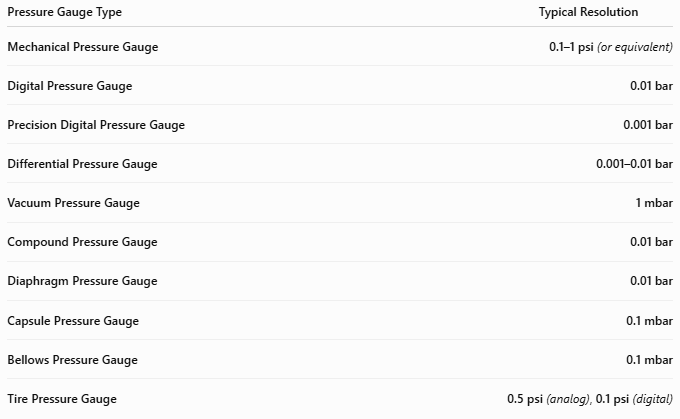 Pressure Gauge Type Typical Resolution
Mechanical Pressure Gauge 0.1–1 psi (or equivalent)
Digital Pressure Gauge 0.01 bar
Precision Digital Pressure Gauge 0.001 bar
Differential Pressure Gauge 0.001–0.01 bar
Vacuum Pressure Gauge 1 mbar
Compound Pressure Gauge 0.01 bar
Diaphragm Pressure Gauge 0.01 bar
Capsule Pressure Gauge 0.1 mbar
Bellows Pressure Gauge 0.1 mbar
Tire Pressure Gauge 0.5 psi (analog), 0.1 psi (digital)